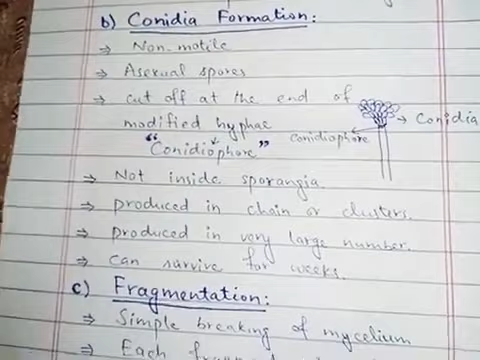 b) Conidia Formation:
→ Non-motile
→ Asexual spores
→ cut off at the end of
modified hyphae
"Conidiophore"
conidiophore
→ Conidia
→ Not inside sporangia.
→ produced in chain or clusters.
→ produced in very large number.
→ can survive for weeks.
c) Fragmentation:
→ Simple breaking of mycelium
→ Each